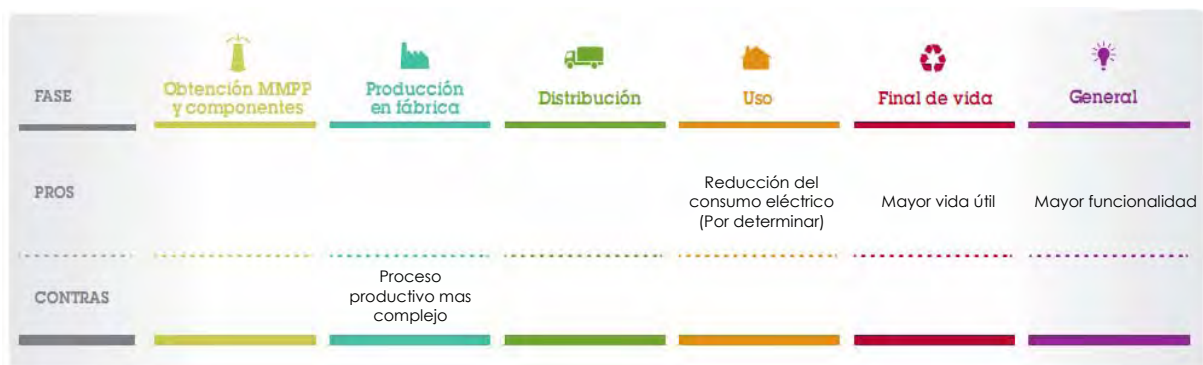 FASE
Obtención MMPP
y componentes
Producción
en fábrica
Distribución
Uso
Final de vida
General
PROS
Reducción del
consumo eléctrico
(Por determinar)
Mayor vida útil
Mayor funcionalidad
CONTRAS
Proceso
productivo mas
complejo